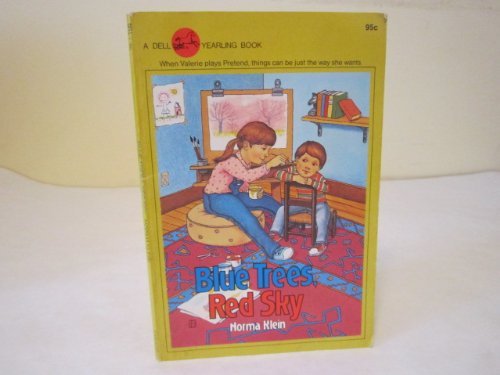 95c
A DELL YEARLING BOOK
When Valerie plays Pretend, things can be just the way she wants
Blue Trees,
Red Sky
Norma Klein